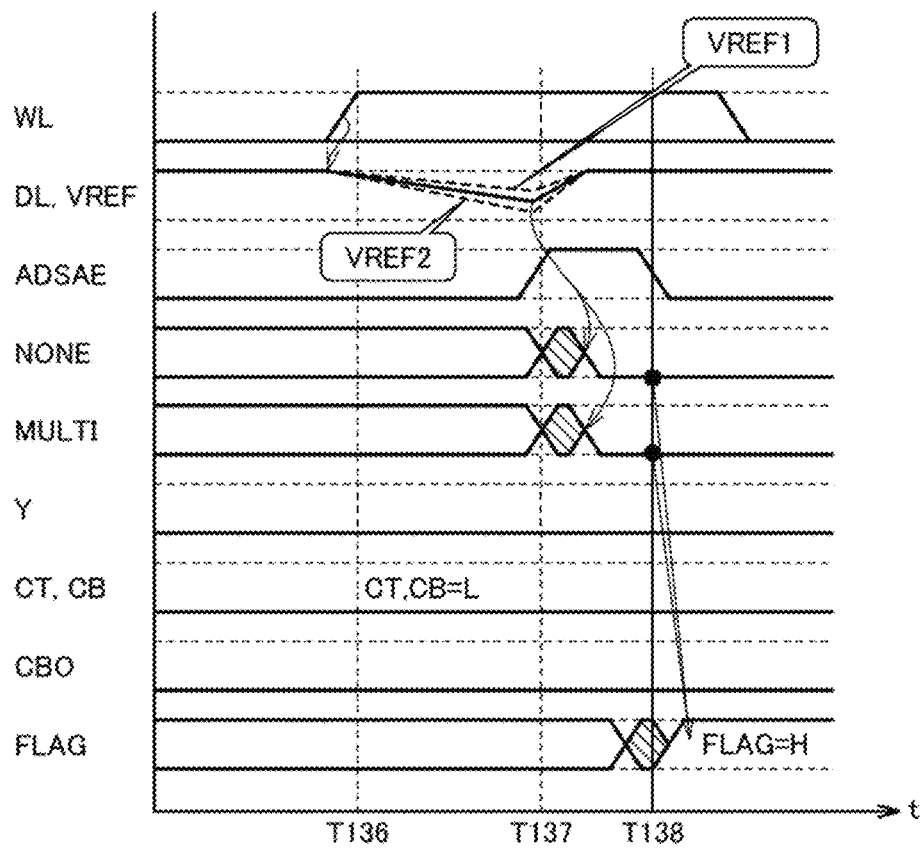 VREF1
WL
DL, VREF
VREF2
ADSAE
NONE
MULTI
Y
CT, CB
CT,CB=L
CBO
FLAG
FLAG=H
t
T136
T137
T138